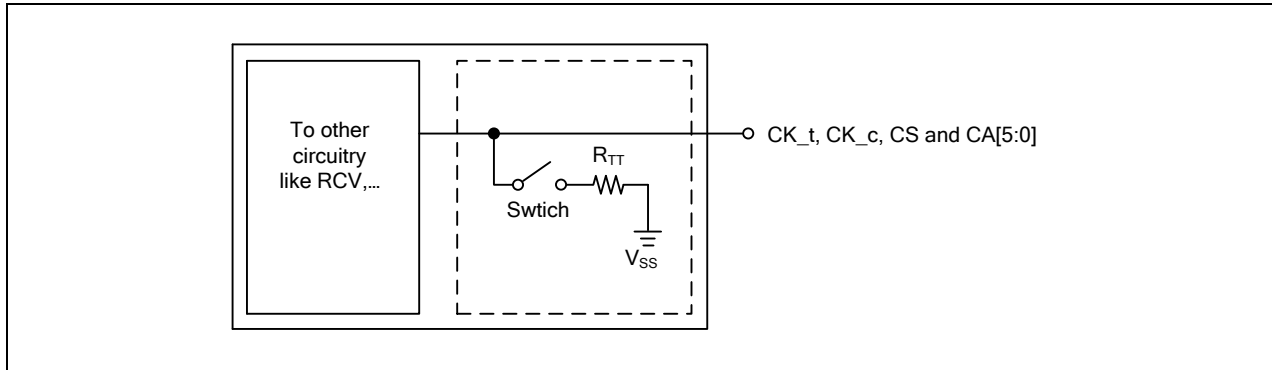 To other
circuitry
like RCV,...
CK_t, CK_c, CS and CA[5:0]
RTT
Swtich
VSS